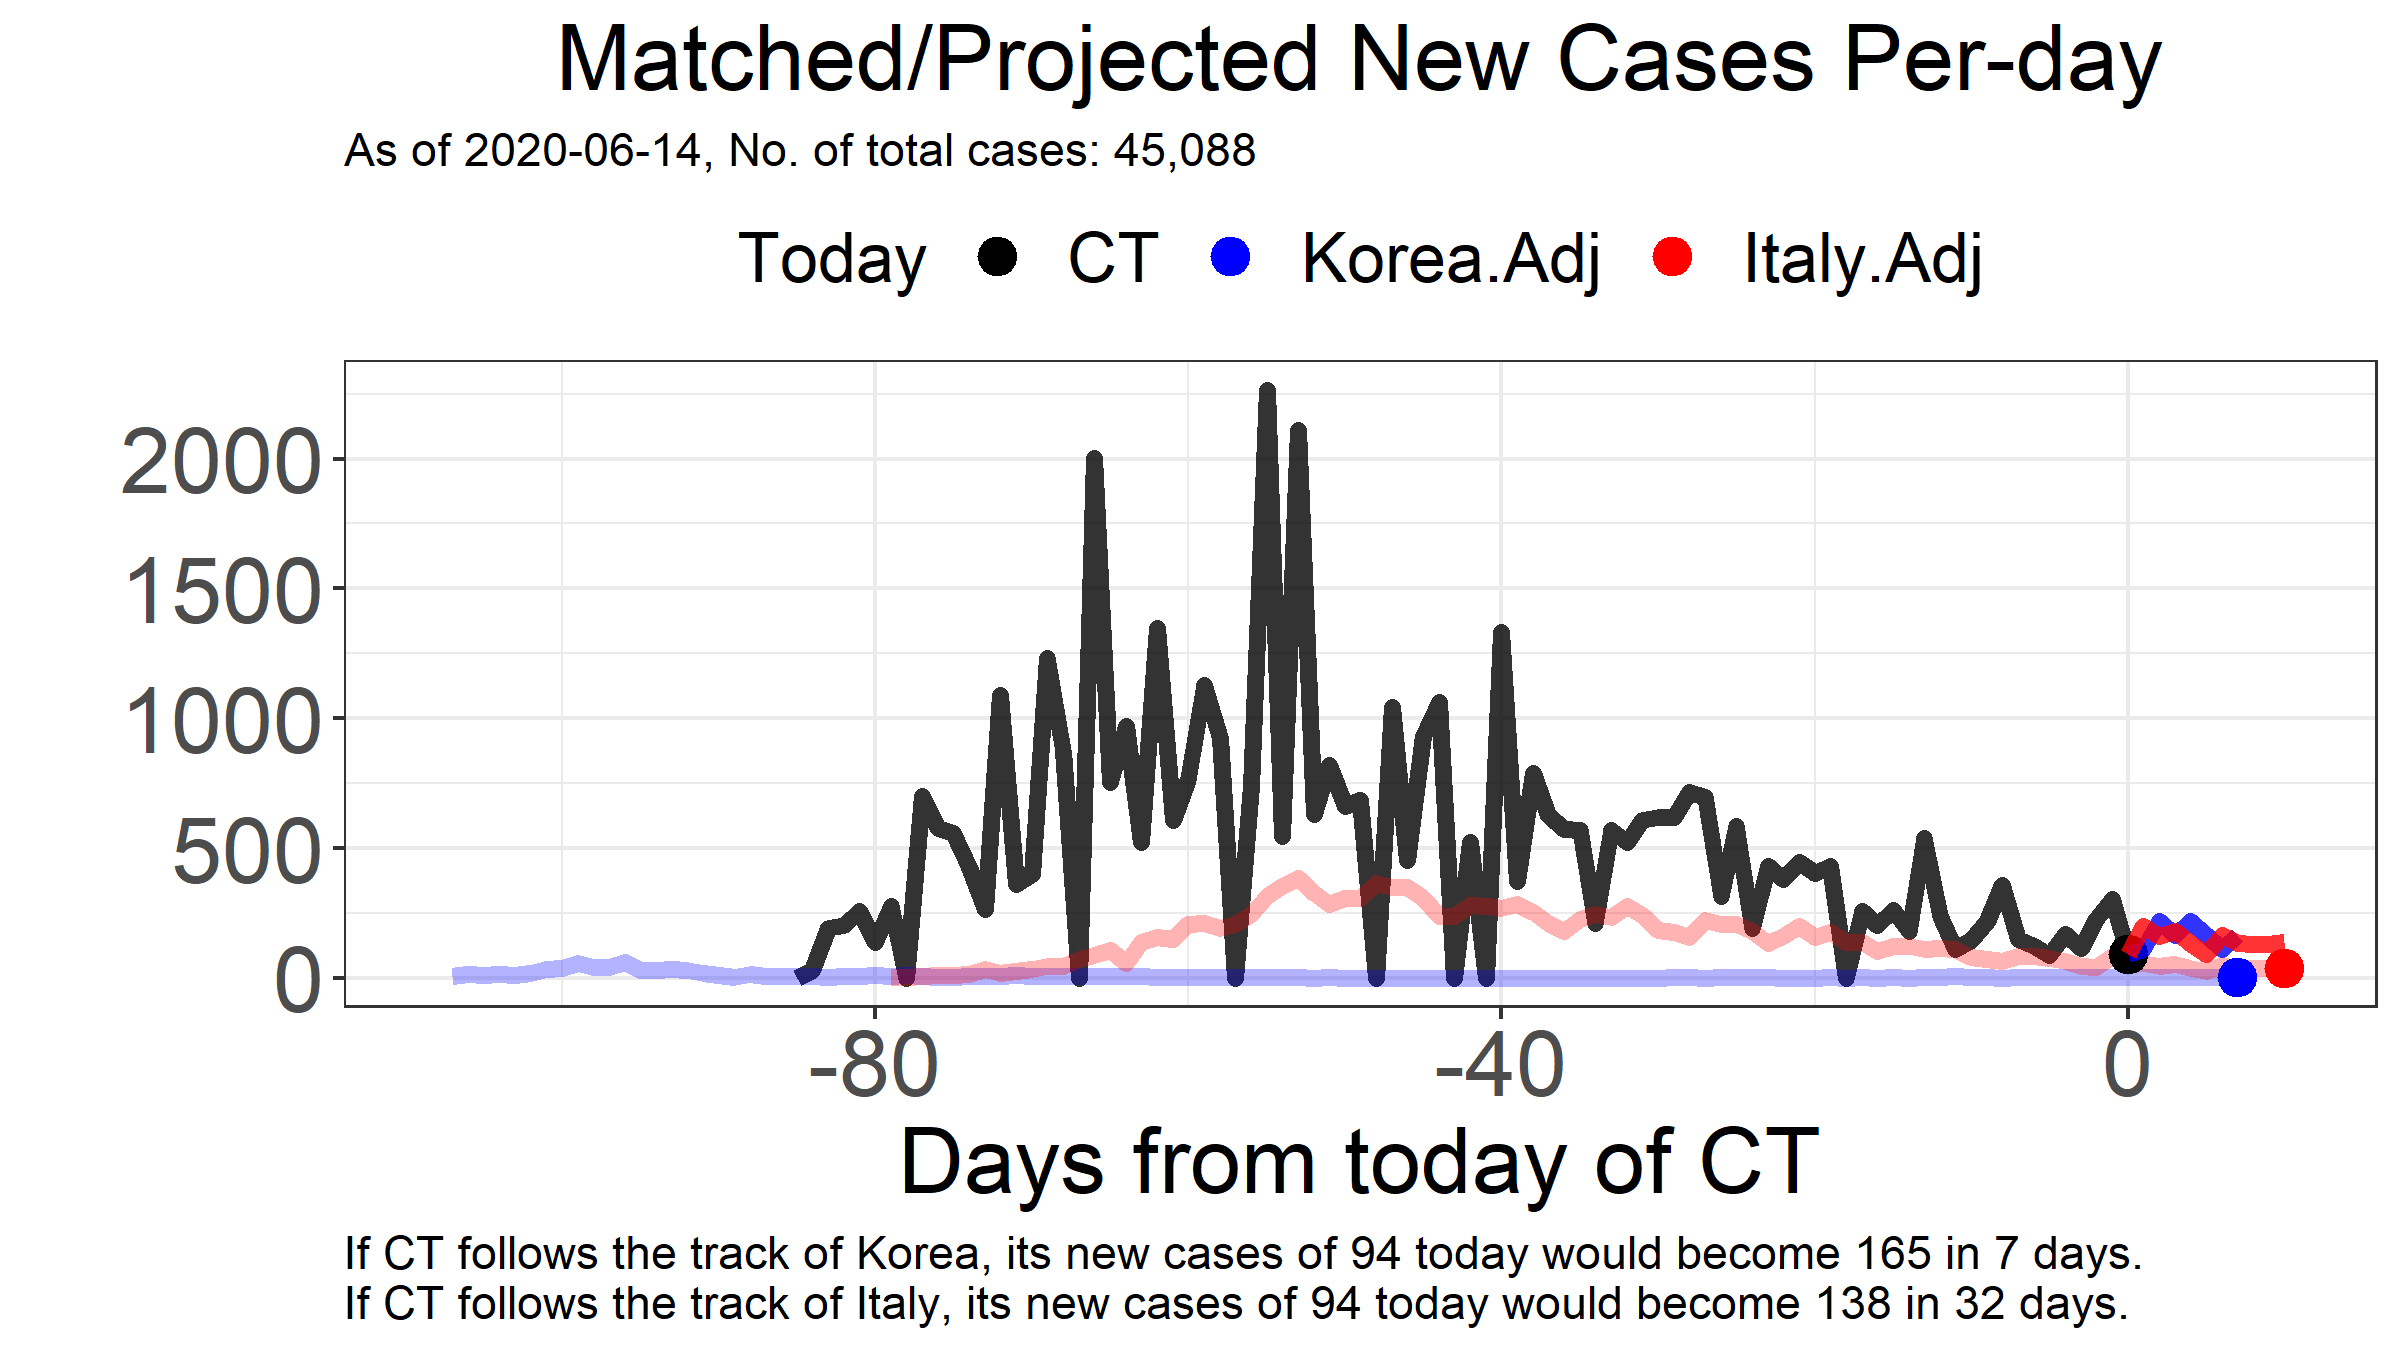 Matched/Projected New Cases Per-day
As of 2020-06-14, No. of total cases: 45,088
Today CT Korea.Adj Italy.Adj
2000
1500
1000
500
0
-80 -40 0
Days from today of CT
If CT follows the track of Korea, its new cases of 94 today would become 165 in 7 days.
If CT follows the track of Italy, its new cases of 94 today would become 138 in 32 days.